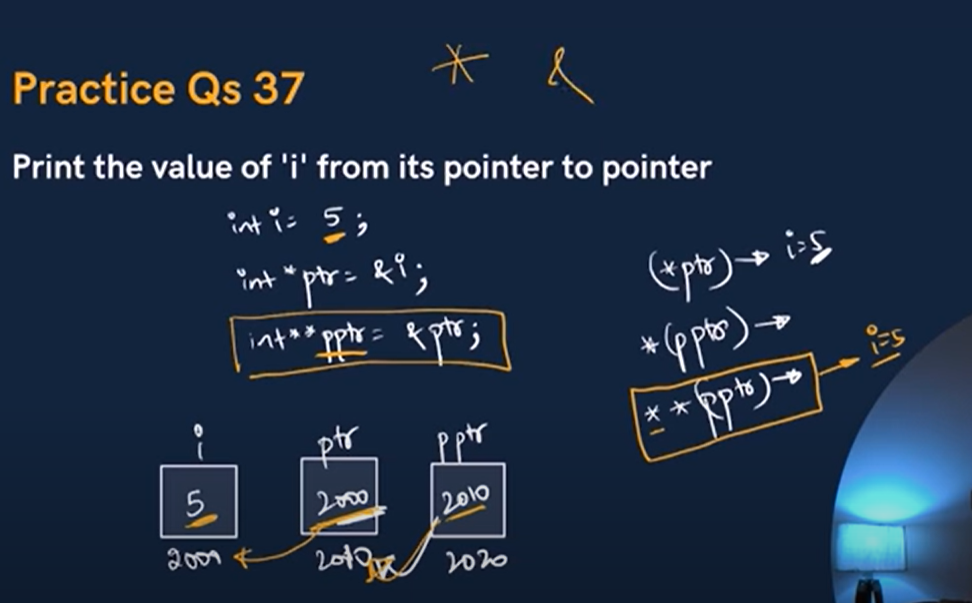 * &
Practice Qs 37
Print the value of 'i' from its pointer to pointer
int i = 5;
int *ptr = &i;
int** pptr = &ptr;
(*ptr) → i=5
*(pptr) →
* *(pptr) → i=5
i ptr pptr
5 2000 2010
2000 2010 2020